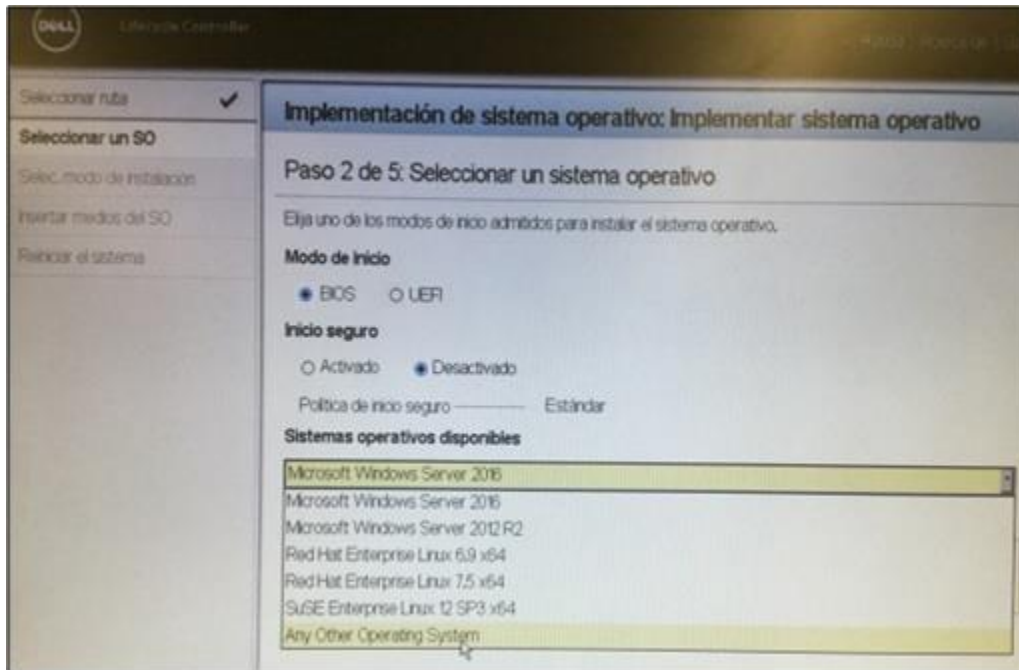 DELL
Lifecycle Controller
Ayuda | Acerca de
Seleccionar ruta
Seleccionar un SO
Selec. modo de instalación
Insertar medios del SO
Reiniciar el sistema
Implementación de sistema operativo: Implementar sistema operativo
Paso 2 de 5: Seleccionar un sistema operativo
Elija uno de los modos de inicio admitidos para instalar el sistema operativo.
Modo de Inicio
BIOS UEFI
Inicio seguro
Activado Desactivado
Política de inicio seguro Estándar
Sistemas operativos disponibles
Microsoft Windows Server 2016
Microsoft Windows Server 2016
Microsoft Windows Server 2012 R2
Red Hat Enterprise Linux 6.9 x64
Red Hat Enterprise Linux 7.5 x64
SuSE Enterprise Linux 12 SP3 x64
Any Other Operating System